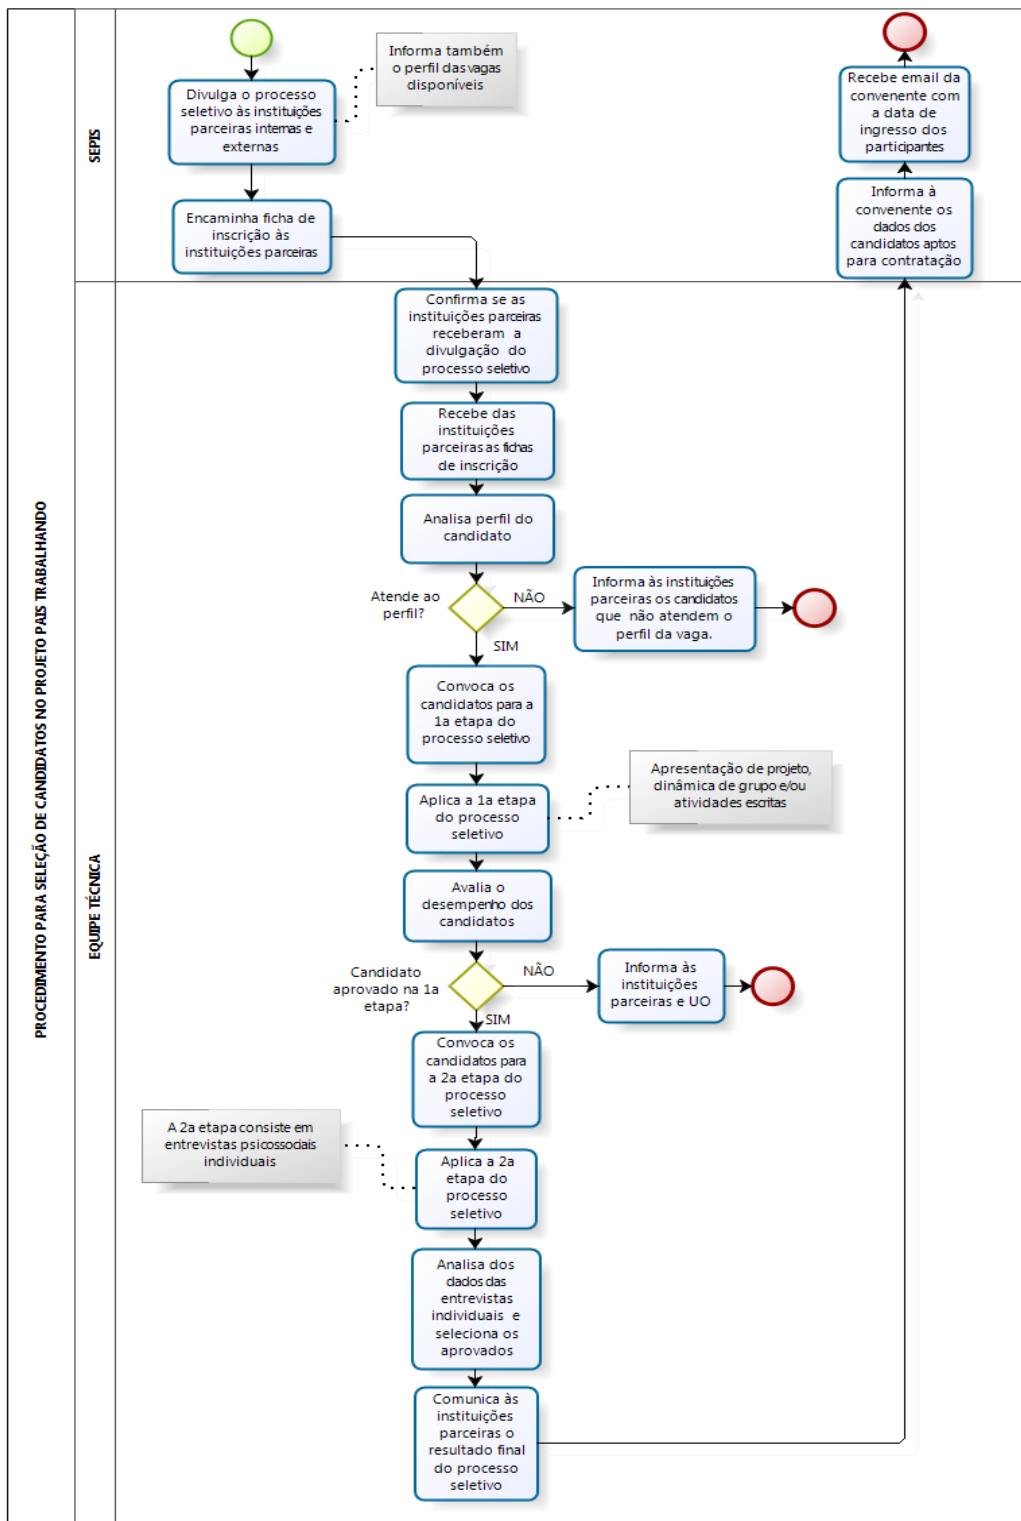 PROCEDIMENTO PARA SELEÇÃO DE CANDIDATOS NO PROJETO PAIS TRABALHANDO
SEPIS
Divulga o processo
seletivo às instituições
parceiras internas e
externas
Informa também
o perfil das vagas
disponíveis
Encaminha ficha de
inscrição às
instituições parceiras
Recebe email da
convenente com
a data de
ingresso dos
participantes
Informa à
convenente os
dados dos
candidatos aptos
para contratação
EQUIPE TÉCNICA
Confirma se as
instituições parceiras
receberam a
divulgação do
processo seletivo
Recebe das
instituições
parceiras as fichas
de inscrição
Analisa perfil do
candidato
Atende ao
perfil?
NÃO
Informa às instituições
parceiras os candidatos
que não atendem o
perfil da vaga.
SIM
Convoca os
candidatos para a
1a etapa do
processo seletivo
Aplica a 1a etapa
do processo
seletivo
Apresentação de projeto,
dinâmica de grupo e/ou
atividades escritas
Avalia o
desempenho dos
candidatos
Candidato
aprovado na 1a
etapa?
NÃO
Informa às
instituições
parceiras e UO
SIM
Convoca os
candidatos para
a 2a etapa do
processo
seletivo
A 2a etapa consiste em
entrevistas psicossociais
individuais
Aplica a 2a
etapa do
processo
seletivo
Analisa dos
dados das
entrevistas
individuais e
seleciona os
aprovados
Comunica às
instituições
parceiras o
resultado final
do processo
seletivo